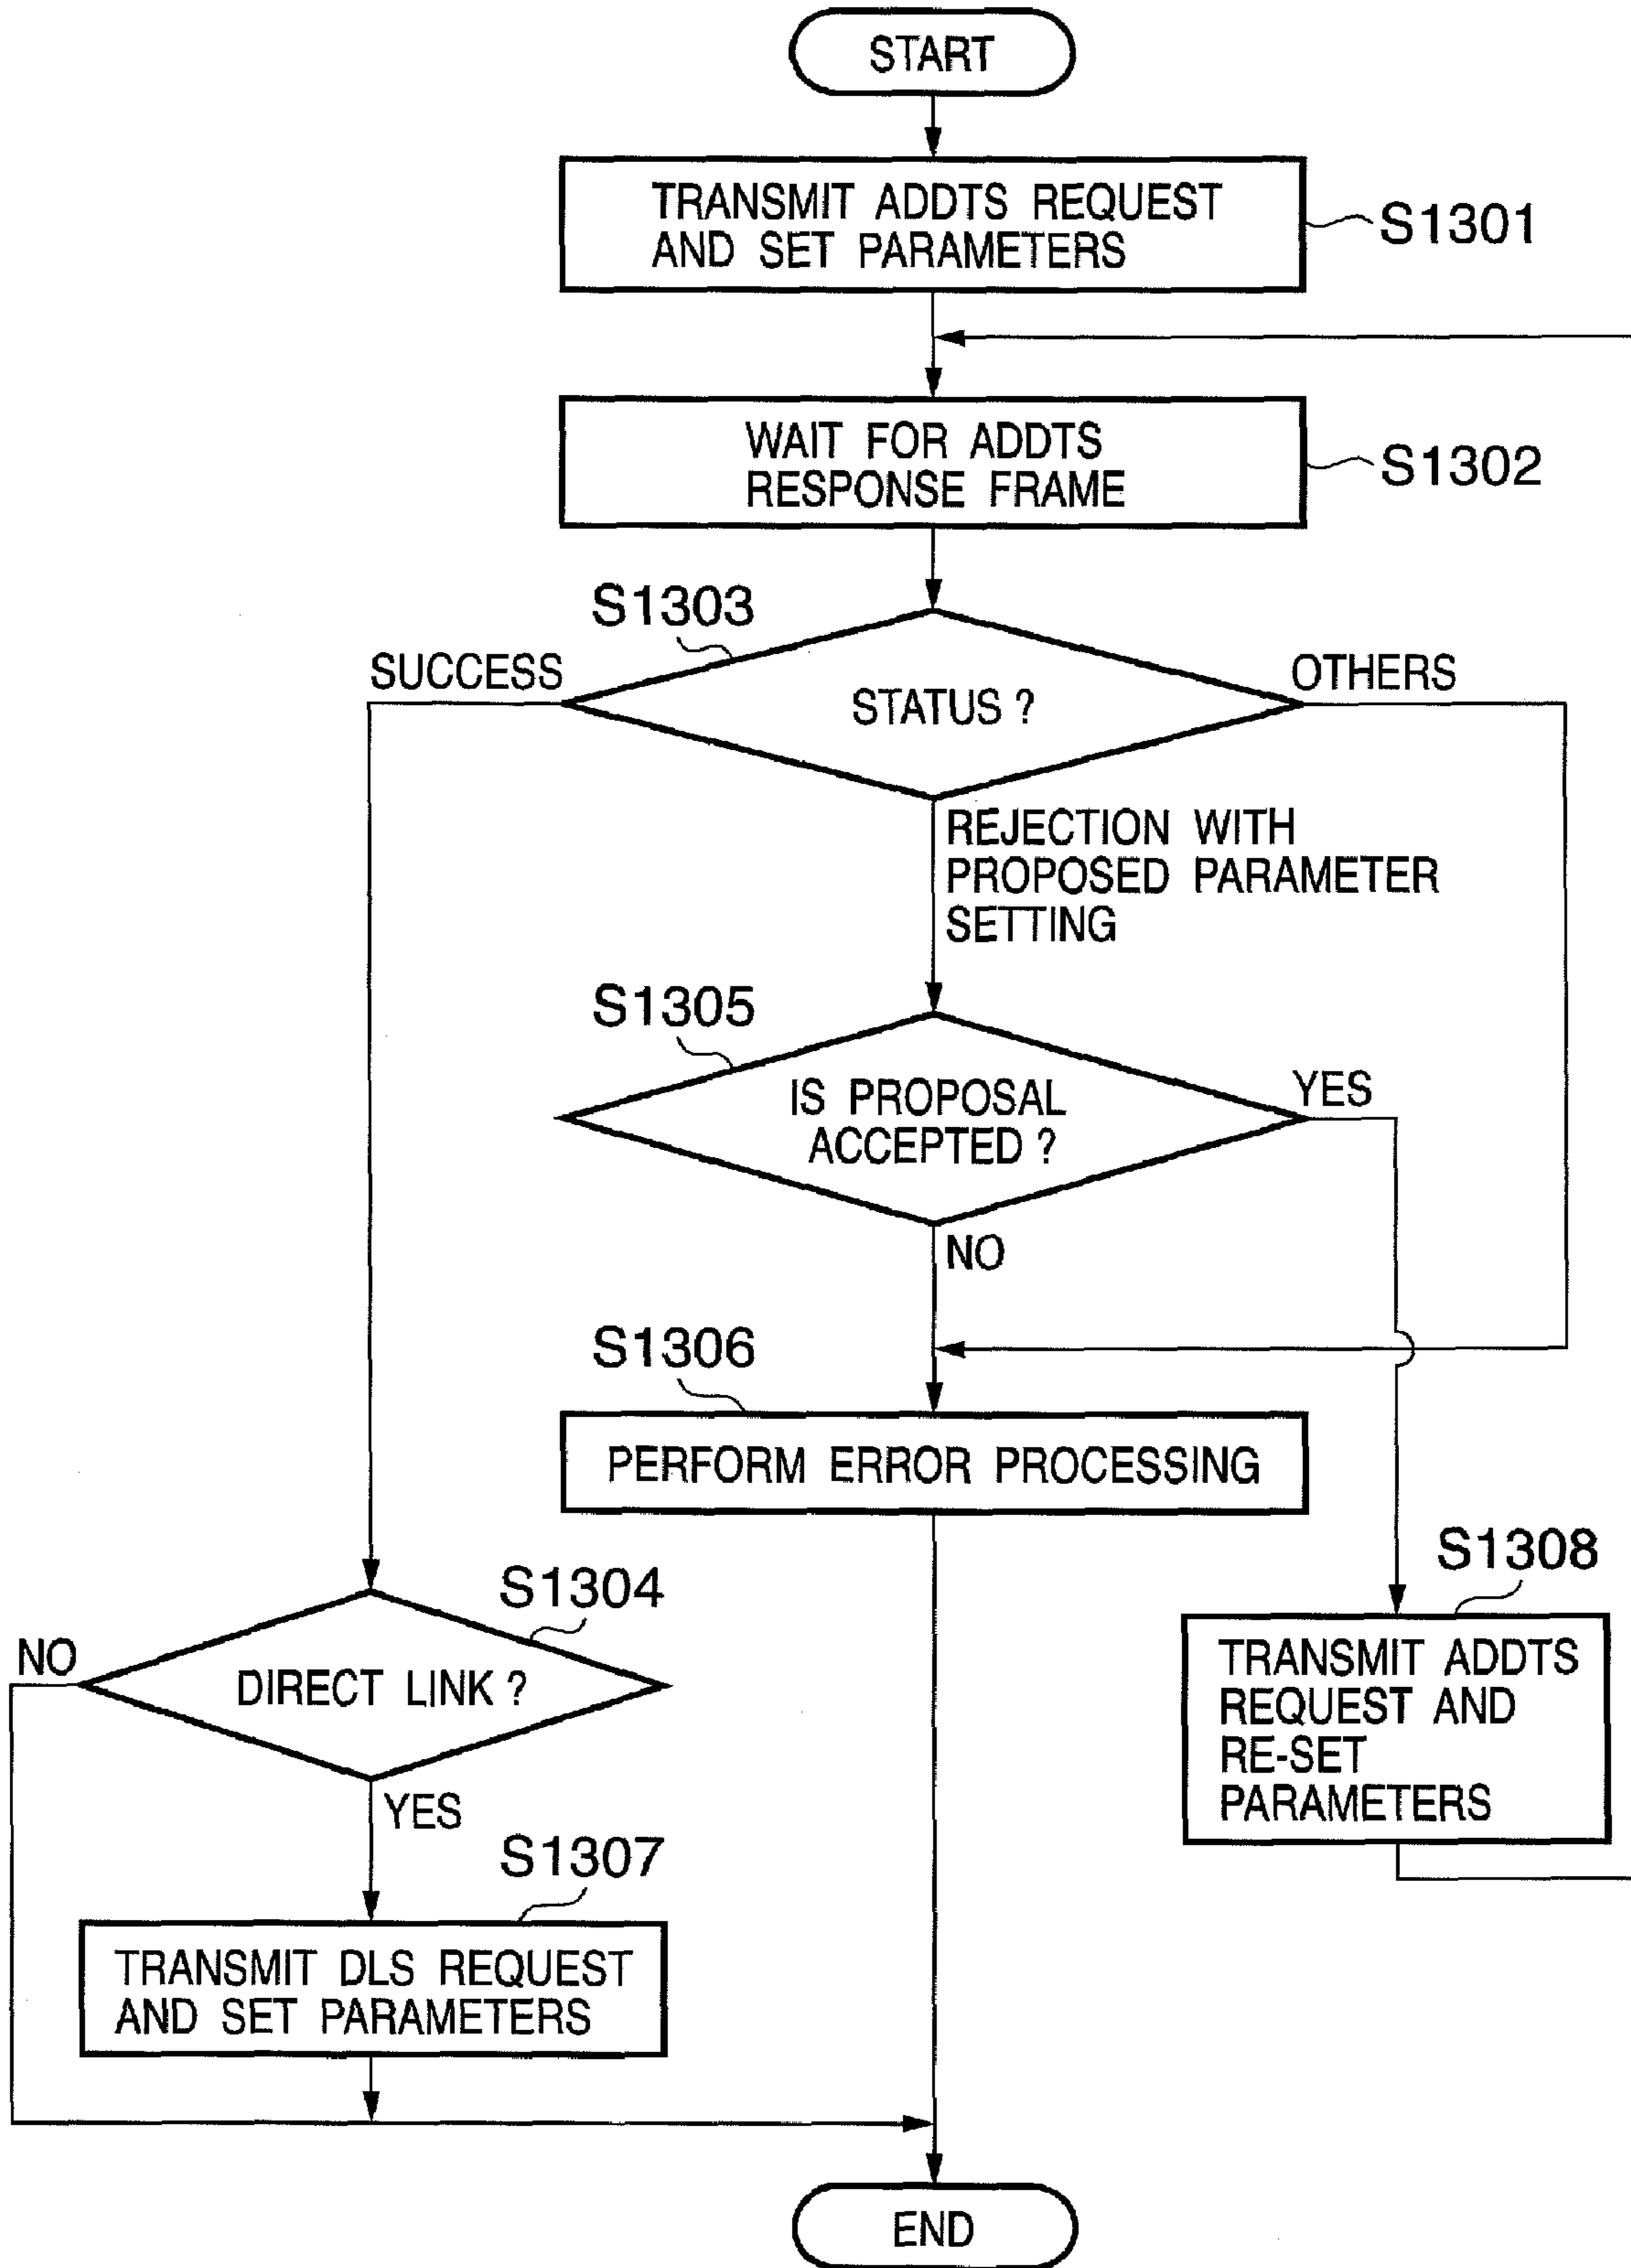 START
TRANSMIT ADDTS REQUEST
AND SET PARAMETERS
S1301
WAIT FOR ADDTS
RESPONSE FRAME
S1302
S1303
SUCCESS
STATUS ?
OTHERS
REJECTION WITH
PROPOSED PARAMETER
SETTING
S1305
IS PROPOSAL
ACCEPTED ?
YES
NO
S1306
PERFORM ERROR PROCESSING
S1304
NO
DIRECT LINK ?
YES
S1308
TRANSMIT ADDTS
REQUEST AND
RE-SET
PARAMETERS
S1307
TRANSMIT DLS REQUEST
AND SET PARAMETERS
END